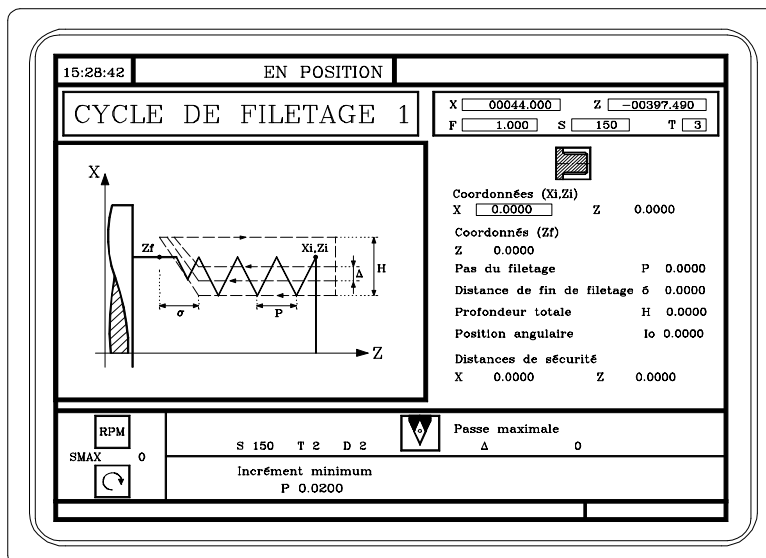 15:28:42 EN POSITION
CYCLE DE FILETAGE 1
X 00044.000 Z -00397.490
F 1.000 S 150 T 3
X
Zf Xi,Zi
H
Δ
σ P
Z
Coordonnées (Xi,Zi)
X 0.0000 Z 0.0000
Coordonnés (Zf)
Z 0.0000
Pas du filetage P 0.0000
Distance de fin de filetage δ 0.0000
Profondeur totale H 0.0000
Position angulaire Io 0.0000
Distances de sécurité
X 0.0000 Z 0.0000
RPM
SMAX 0
S 150 T 2 D 2
Passe maximale
Δ 0
Incrément minimum
P 0.0200